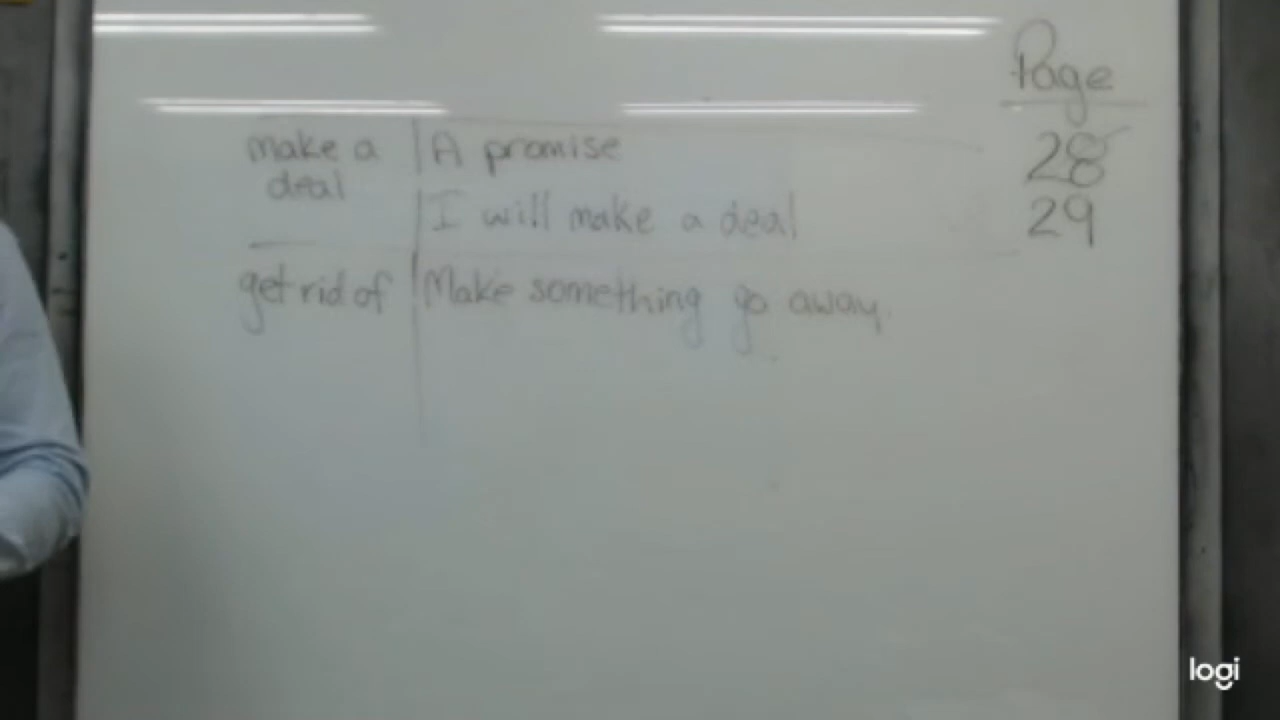 Page
28
29
make a
deal
A promise
I will make a deal
get rid of
Make something go away.
logi